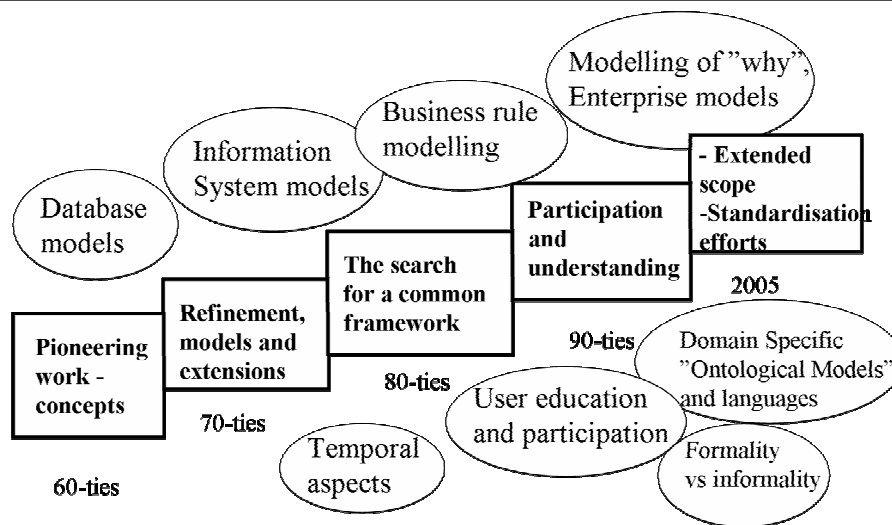 Modelling of ”why”,
Enterprise models
Business rule
modelling
Information
System models
Database
models
- Extended
scope
-Standardisation
efforts
Participation
and
understanding
The search
for a common
framework
Refinement,
models and
extensions
Pioneering
work -
concepts
2005
90-ties
80-ties
70-ties
60-ties
Domain Specific
”Ontological Models”
and languages
User education
and participation
Temporal
aspects
Formality
vs informality